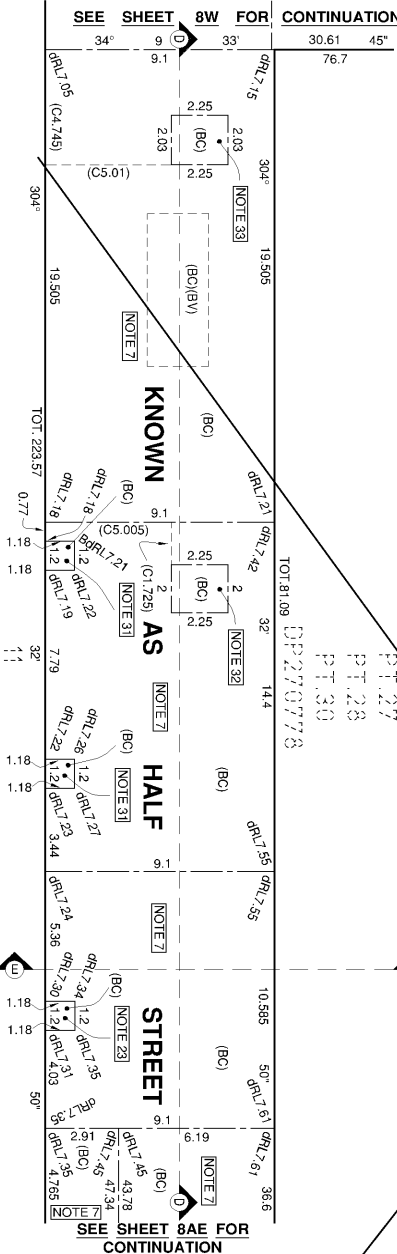 SEE SHEET 8W FOR CONTINUATION
34° 9 D 33' 30.61 45"
9.1 76.7
dRL7.05
dRL7.15
(C4.745)
2.25
2.03
(BC)
2.03
2.25
(C5.01)
NOTE 33
304°
304°
19.505
19.505
(BC)(BV)
NOTE 7
KNOWN
(BC)
TOT. 223.57
dRL7.21
dRL7.18
dRL7.18
(BC)
0.77
9.1
dRL7.42
(C5.005)
BdRL7.21
1.18
1.2
1.2
1.18
dRL7.19
dRL7.22
NOTE 31
(C1.725)
2.25
2
(BC)
2
2.25
NOTE 32
TOT.81.09
DP270778
PT.30
PT.28
PT.27
AS
32'
32'
11
7.79
NOTE 7
14.4
dRL7.22
dRL7.26
(BC)
1.18
1.2
1.2
1.18
NOTE 31
dRL7.23
dRL7.27
HALF
(BC)
3.44
dRL7.55
9.1
dRL7.24
dRL7.55
5.36
NOTE 7
E
dRL7.30
dRL7.34
(BC)
10.585
1.18
1.2
1.2
1.18
NOTE 23
dRL7.31
dRL7.35
STREET
(BC)
4.03
50"
50"
dRL7.61
9.1
2.91
6.19
dRL7.35
(BC)
dRL7.45
dRL7.45
(BC)
dRL7.61
4.765
47.34
43.78
D
NOTE 7
36.6
NOTE 7
SEE SHEET 8AE FOR
CONTINUATION